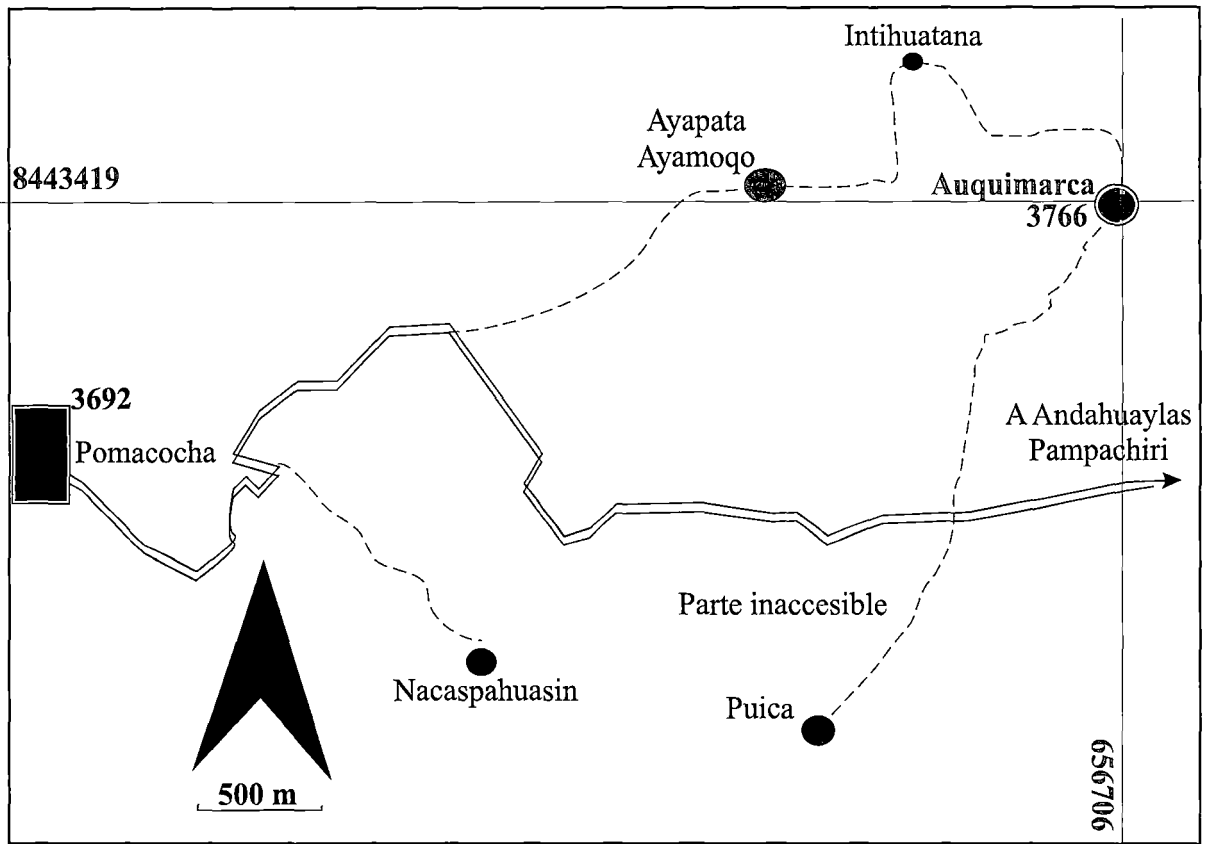 Intihuatana
Ayapata
Ayamoqo
8443419
Auquimarca
3766
3692
Pomacocha
A Andahuaylas
Pampachiri
Parte inaccesible
Nacaspahuasin
Puica
656706
500 m